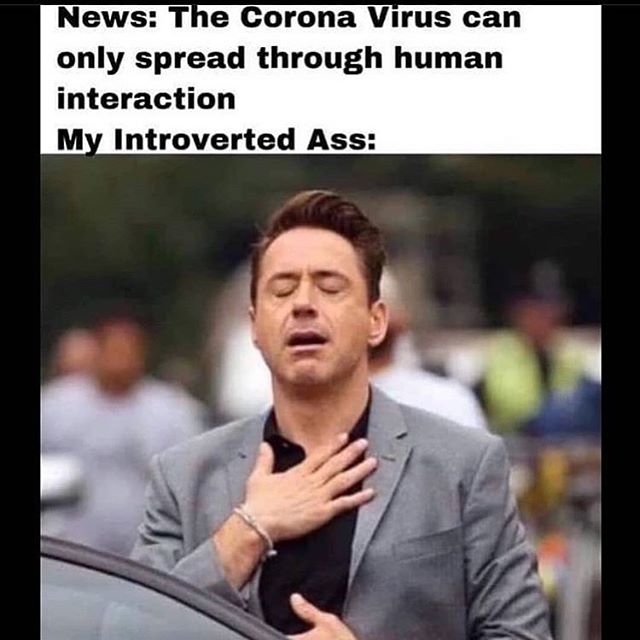 News: The Corona Virus can
only spread through human
interaction
My Introverted Ass: